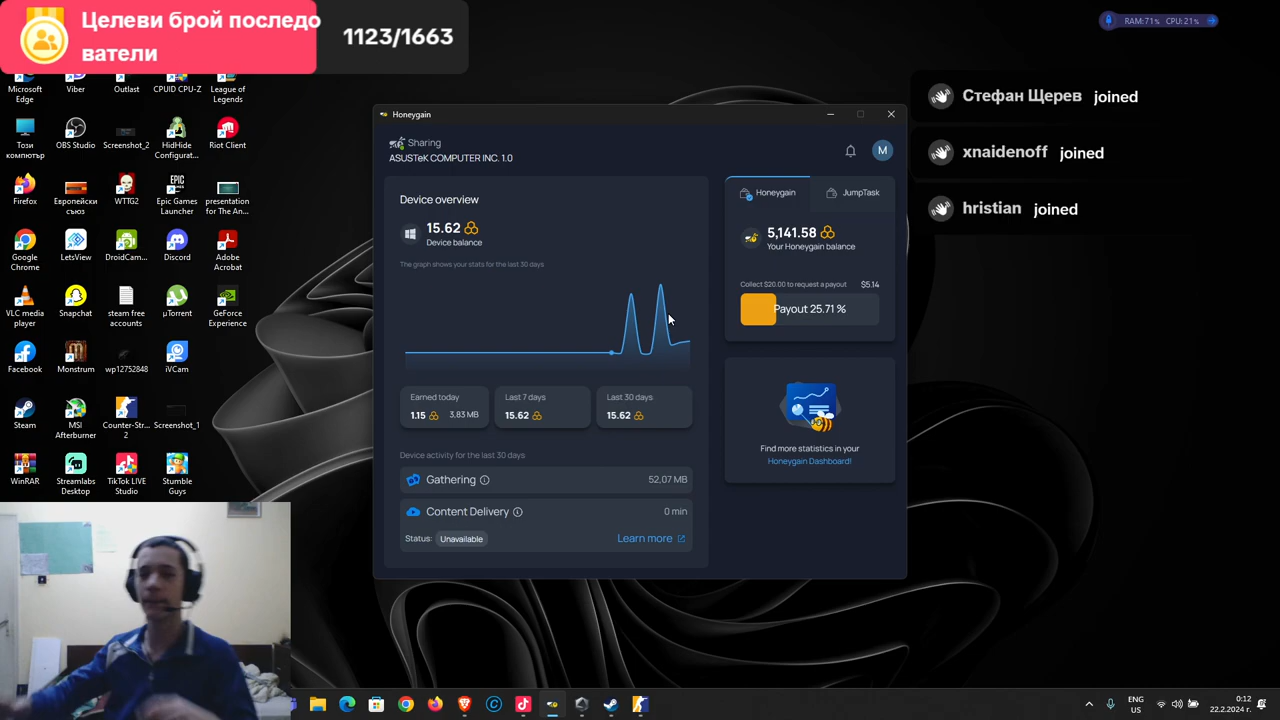 Целеви брой последо
ватели
1123/1663
RAM:71% CPU:21%
Стефан Щерев joined
xnaidenoff joined
hristian joined
Microsoft
Edge
Viber
Outlast
CPUID CPU-Z
League of
Legends
Този
компютър
OBS Studio
Screenshot_2
HidHide
Configurat...
Riot Client
Firefox
Европейски
съюз
WTTG2
Epic Games
Launcher
presentation
for The An...
Google
Chrome
LetsView
DroidCam...
Discord
Adobe
Acrobat
VLC media
player
Snapchat
steam free
accounts
µTorrent
GeForce
Experience
Facebook
Monstrum
wp12752848
iVCam
Steam
MSI
Afterburner
Counter-Str...
2
Screenshot_1
WinRAR
Streamlabs
Desktop
TikTok LIVE
Studio
Stumble
Guys
Honeygain
Sharing
ASUSTeK COMPUTER INC. 1.0
M
Device overview
15.62
Device balance
The graph shows your stats for the last 30 days
Earned today
1.15 3,83 MB
Last 7 days
15.62
Last 30 days
15.62
Device activity for the last 30 days
Gathering 52,07 MB
Content Delivery 0 min
Status: Unavailable Learn more
Honeygain JumpTask
5,141.58
Your Honeygain balance
Collect $20.00 to request a payout $5.14
Payout 25.71 %
Find more statistics in your
Honeygain Dashboard!
ENG
US
0:12
22.2.2024 г.